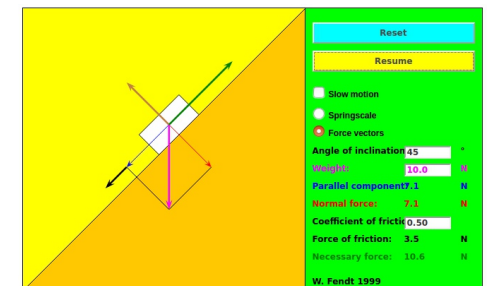 Reset
Resume
Slow motion
Springscale
Force vectors
Angle of inclination 45 °
Weight: 10.0 N
Parallel component: 7.1 N
Normal force: 7.1 N
Coefficient of frictio 0.50
Force of friction: 3.5 N
Necessary force: 10.6 N
W. Fendt 1999